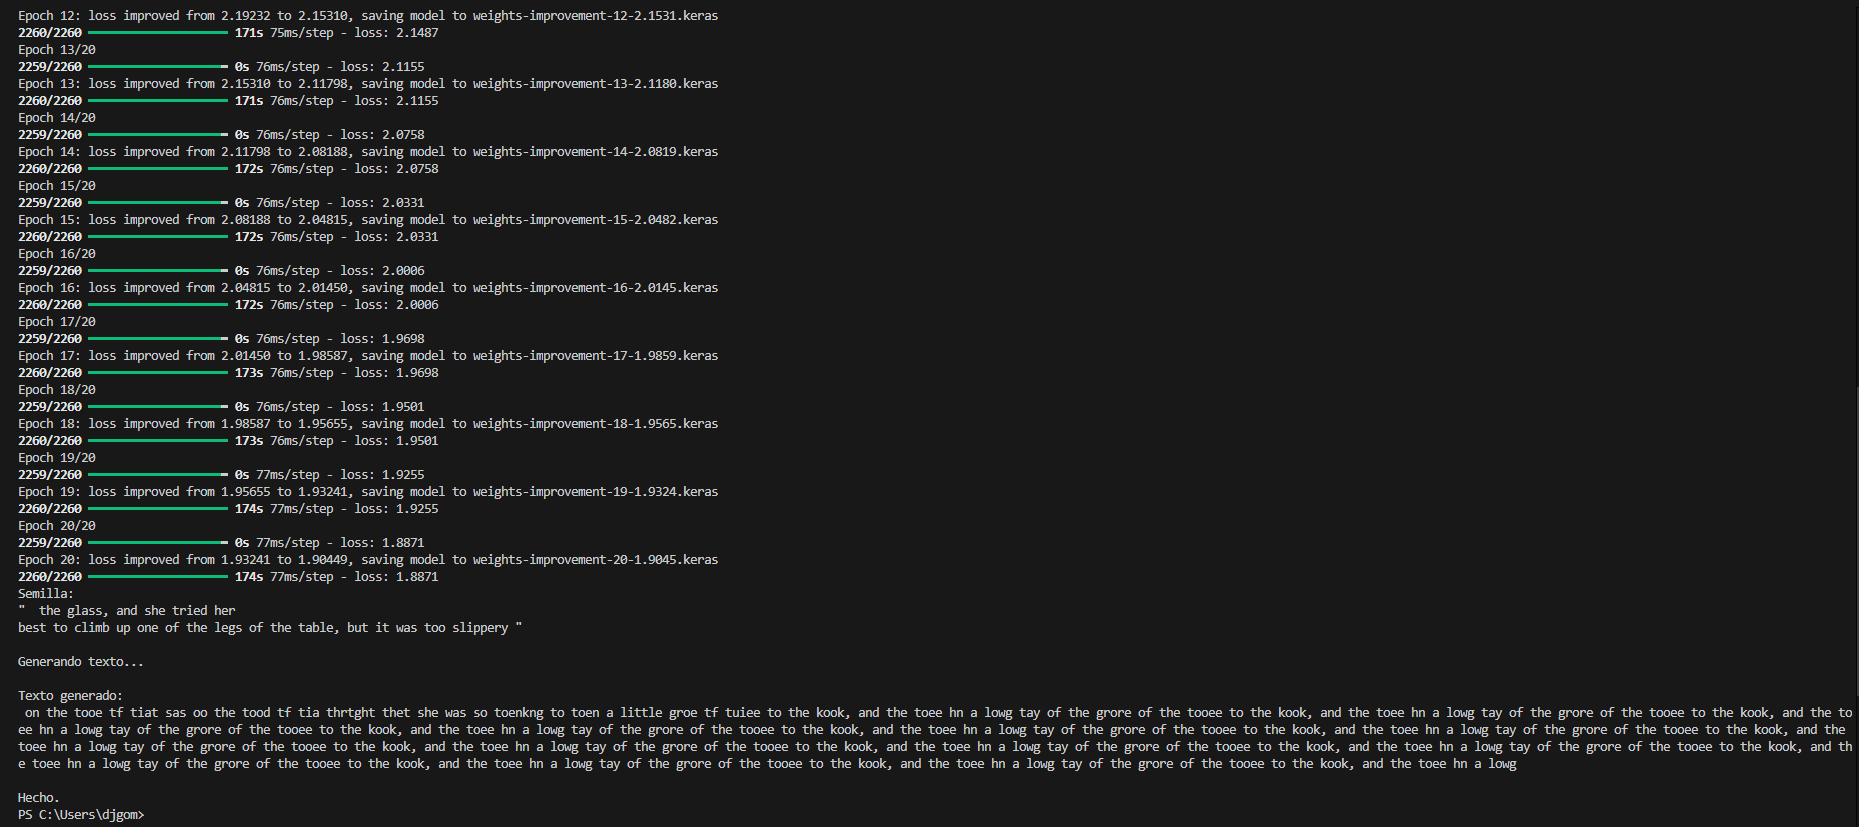 Epoch 12: loss improved from 2.19232 to 2.15310, saving model to weights-improvement-12-2.1531.keras
2260/2260 171s 75ms/step - loss: 2.1487
Epoch 13/20
2259/2260 0s 76ms/step - loss: 2.1155
Epoch 13: loss improved from 2.15310 to 2.11798, saving model to weights-improvement-13-2.1180.keras
2260/2260 171s 76ms/step - loss: 2.1155
Epoch 14/20
2259/2260 0s 76ms/step - loss: 2.0758
Epoch 14: loss improved from 2.11798 to 2.08188, saving model to weights-improvement-14-2.0819.keras
2260/2260 172s 76ms/step - loss: 2.0758
Epoch 15/20
2259/2260 0s 76ms/step - loss: 2.0331
Epoch 15: loss improved from 2.08188 to 2.04815, saving model to weights-improvement-15-2.0482.keras
2260/2260 172s 76ms/step - loss: 2.0331
Epoch 16/20
2259/2260 0s 76ms/step - loss: 2.0006
Epoch 16: loss improved from 2.04815 to 2.01450, saving model to weights-improvement-16-2.0145.keras
2260/2260 172s 76ms/step - loss: 2.0006
Epoch 17/20
2259/2260 0s 76ms/step - loss: 1.9698
Epoch 17: loss improved from 2.01450 to 1.98587, saving model to weights-improvement-17-1.9859.keras
2260/2260 173s 76ms/step - loss: 1.9698
Epoch 18/20
2259/2260 0s 76ms/step - loss: 1.9501
Epoch 18: loss improved from 1.98587 to 1.95655, saving model to weights-improvement-18-1.9565.keras
2260/2260 173s 76ms/step - loss: 1.9501
Epoch 19/20
2259/2260 0s 77ms/step - loss: 1.9255
Epoch 19: loss improved from 1.95655 to 1.93241, saving model to weights-improvement-19-1.9324.keras
2260/2260 174s 77ms/step - loss: 1.9255
Epoch 20/20
2259/2260 0s 77ms/step - loss: 1.8871
Epoch 20: loss improved from 1.93241 to 1.90449, saving model to weights-improvement-20-1.9045.keras
2260/2260 174s 77ms/step - loss: 1.8871
Semilla:
"  the glass, and she tried her
best to climb up one of the legs of the table, but it was too slippery "
Generando texto...
Texto generado:
on the tooe tf tiat sas oo the tood tf tia thrtght thet she was so toenkng to toen a little groe tf tuiee to the kook, and the toee hn a lowg tay of the grore of the tooee to the kook, and the toee hn a lowg tay of the grore of the tooee to the kook, and the to
ee hn a lowg tay of the grore of the tooee to the kook, and the toee hn a lowg tay of the grore of the tooee to the kook, and the toee hn a lowg tay of the grore of the tooee to the kook, and the toee hn a lowg tay of the grore of the tooee to the kook, and the
toee hn a lowg tay of the grore of the tooee to the kook, and the toee hn a lowg tay of the grore of the tooee to the kook, and the toee hn a lowg tay of the grore of the tooee to the kook, and the toee hn a lowg tay of the grore of the tooee to the kook, and th
e toee hn a lowg tay of the grore of the tooee to the kook, and the toee hn a lowg tay of the grore of the tooee to the kook, and the toee hn a lowg tay of the grore of the tooee to the kook, and the toee hn a lowg
Hecho.
PS C:\Users\djgom>